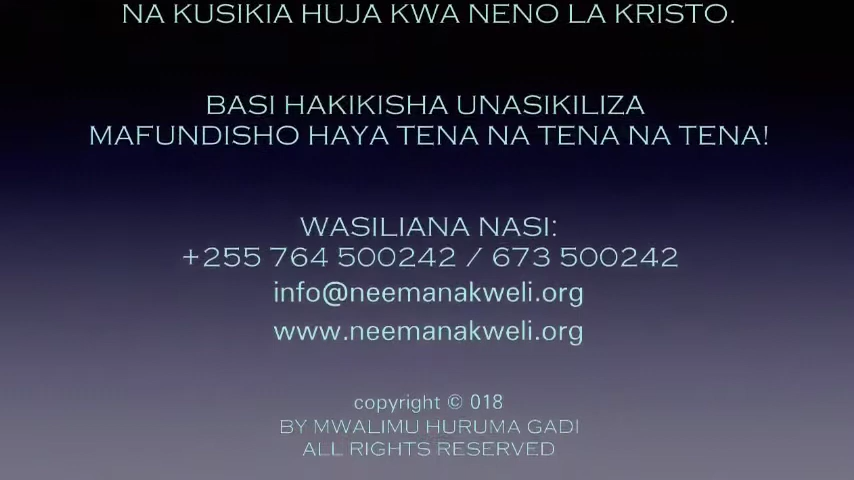 NA KUSIKIA HUJA KWA NENO LA KRISTO.
BASI HAKIKISHA UNASIKILIZA
MAFUNDISHO HAYA TENA NA TENA NA TENA!
WASILIANA NASI:
+255 764 500242 / 673 500242
info@neemanakweli.org
www.neemanakweli.org
copyright © 018
BY MWALIMU HURUMA GADI
ALL RIGHTS RESERVED